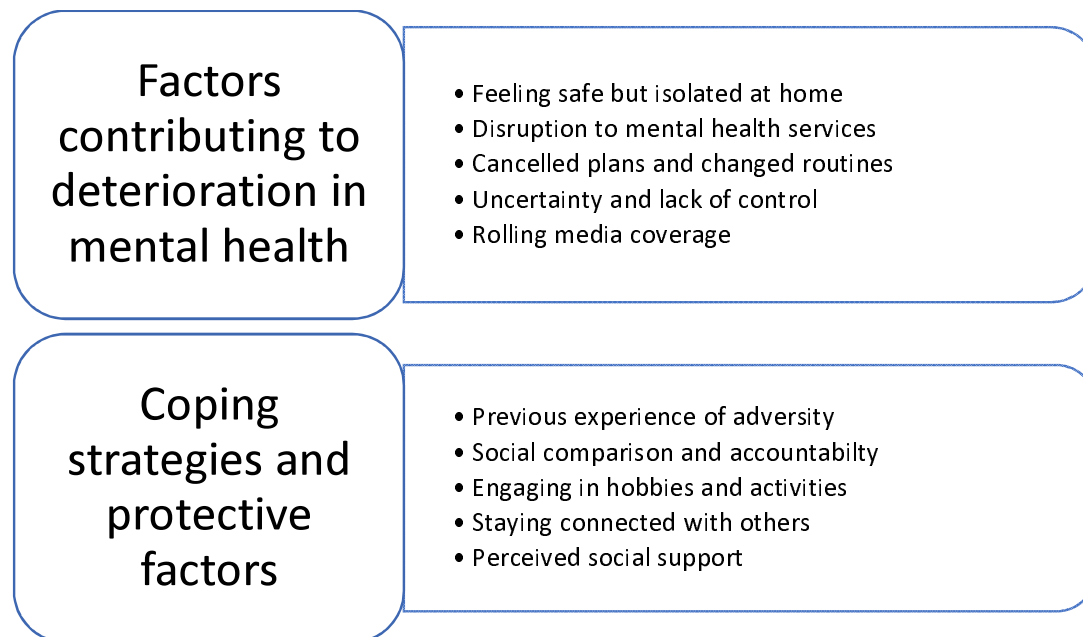 Factors
contributing to
deterioration in
mental health
• Feeling safe but isolated at home
• Disruption to mental health services
• Cancelled plans and changed routines
• Uncertainty and lack of control
• Rolling media coverage
Coping
strategies and
protective
factors
• Previous experience of adversity
• Social comparison and accountabilty
• Engaging in hobbies and activities
• Staying connected with others
• Perceived social support